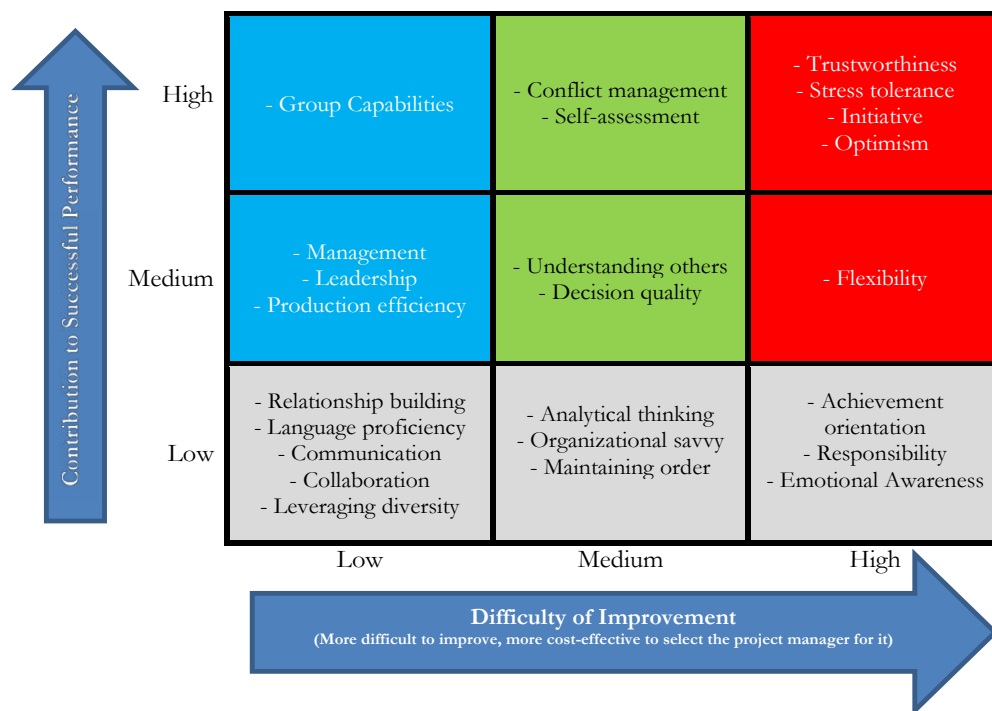 Contribution to Successful Performance
High
- Group Capabilities
- Conflict management
- Self-assessment
- Trustworthiness
- Stress tolerance
- Initiative
- Optimism
Medium
- Management
- Leadership
- Production efficiency
- Understanding others
- Decision quality
- Flexibility
Low
- Relationship building
- Language proficiency
- Communication
- Collaboration
- Leveraging diversity
- Analytical thinking
- Organizational savvy
- Maintaining order
- Achievement
orientation
- Responsibility
- Emotional Awareness
Low
Medium
High
Difficulty of Improvement
(More difficult to improve, more cost-effective to select the project manager for it)